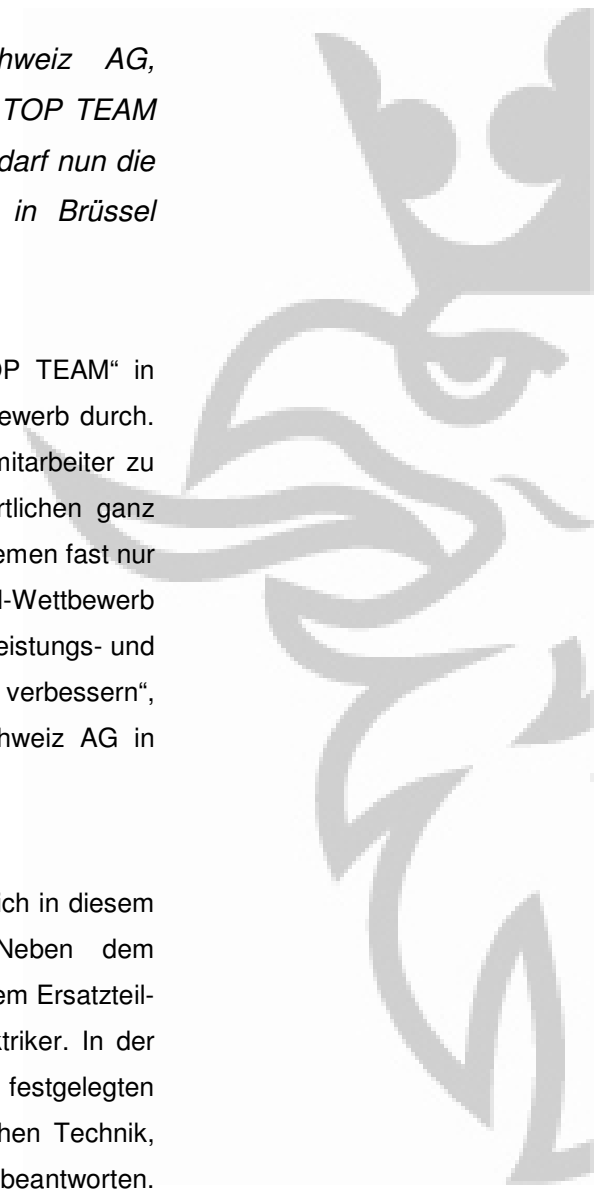 hweiz AG,
TOP TEAM
darf nun die
in Brüssel
OP TEAM“ in
ewerb durch.
mitarbeiter zu
rtlichen ganz
emen fast nur
l-Wettbewerb
eistungs- und
verbessern“,
hweiz AG in
ich in diesem
Neben dem
em Ersatzteil-
triker. In der
festgelegten
hen Technik,
beantworten.